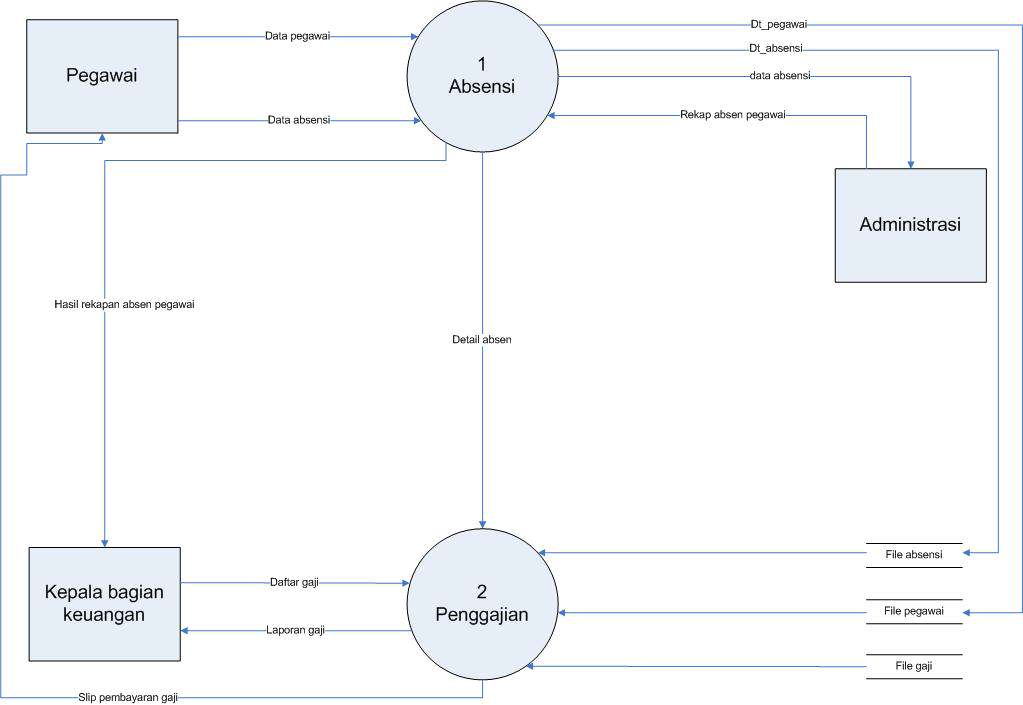 Dt_pegawai
Pegawai
Data pegawai
1
Absensi
Dt_absensi
data absensi
Data absensi
Rekap absen pegawai
Administrasi
Hasil rekapan absen pegawai
Detail absen
File absensi
Kepala bagian
keuangan
Daftar gaji
2
Penggajian
File pegawai
Laporan gaji
File gaji
Slip pembayaran gaji